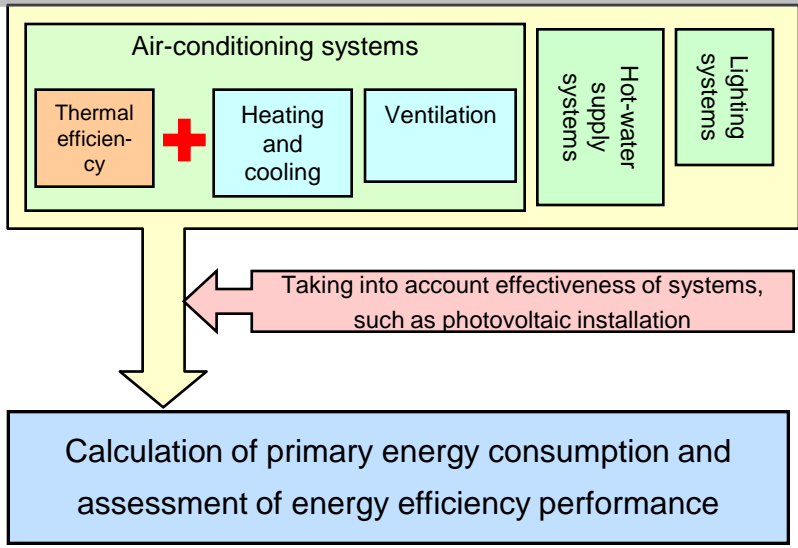 Air-conditioning systems
Thermal
efficien-
cy
Heating
and
cooling
Ventilation
Hot-water
supply
systems
Lighting
systems
Taking into account effectiveness of systems,
such as photovoltaic installation
Calculation of primary energy consumption and
assessment of energy efficiency performance